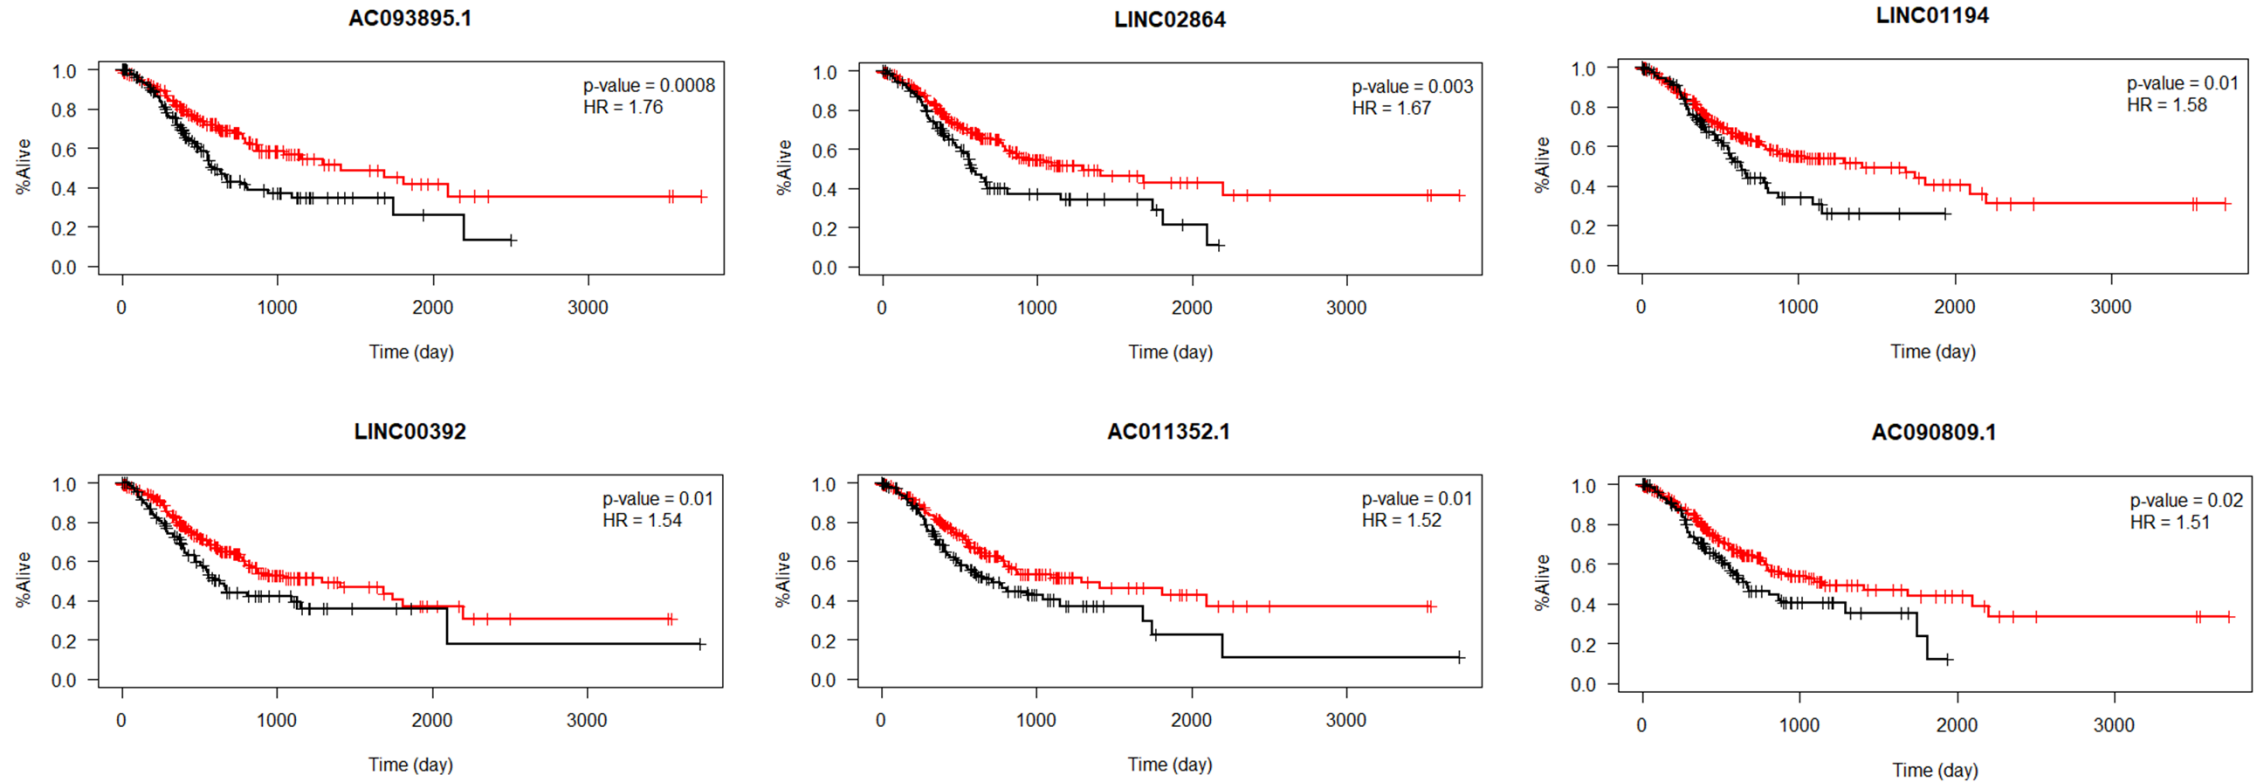 AC093895.1
p-value = 0.0008
HR = 1.76
%Alive
1.0
0.8
0.6
0.4
0.2
0.0
0 1000 2000 3000
Time (day)
LINC02864
p-value = 0.003
HR = 1.67
%Alive
1.0
0.8
0.6
0.4
0.2
0.0
0 1000 2000 3000
Time (day)
LINC01194
p-value = 0.01
HR = 1.58
%Alive
1.0
0.8
0.6
0.4
0.2
0.0
0 1000 2000 3000
Time (day)
LINC00392
p-value = 0.01
HR = 1.54
%Alive
1.0
0.8
0.6
0.4
0.2
0.0
0 1000 2000 3000
Time (day)
AC011352.1
p-value = 0.01
HR = 1.52
%Alive
1.0
0.8
0.6
0.4
0.2
0.0
0 1000 2000 3000
Time (day)
AC090809.1
p-value = 0.02
HR = 1.51
%Alive
1.0
0.8
0.6
0.4
0.2
0.0
0 1000 2000 3000
Time (day)